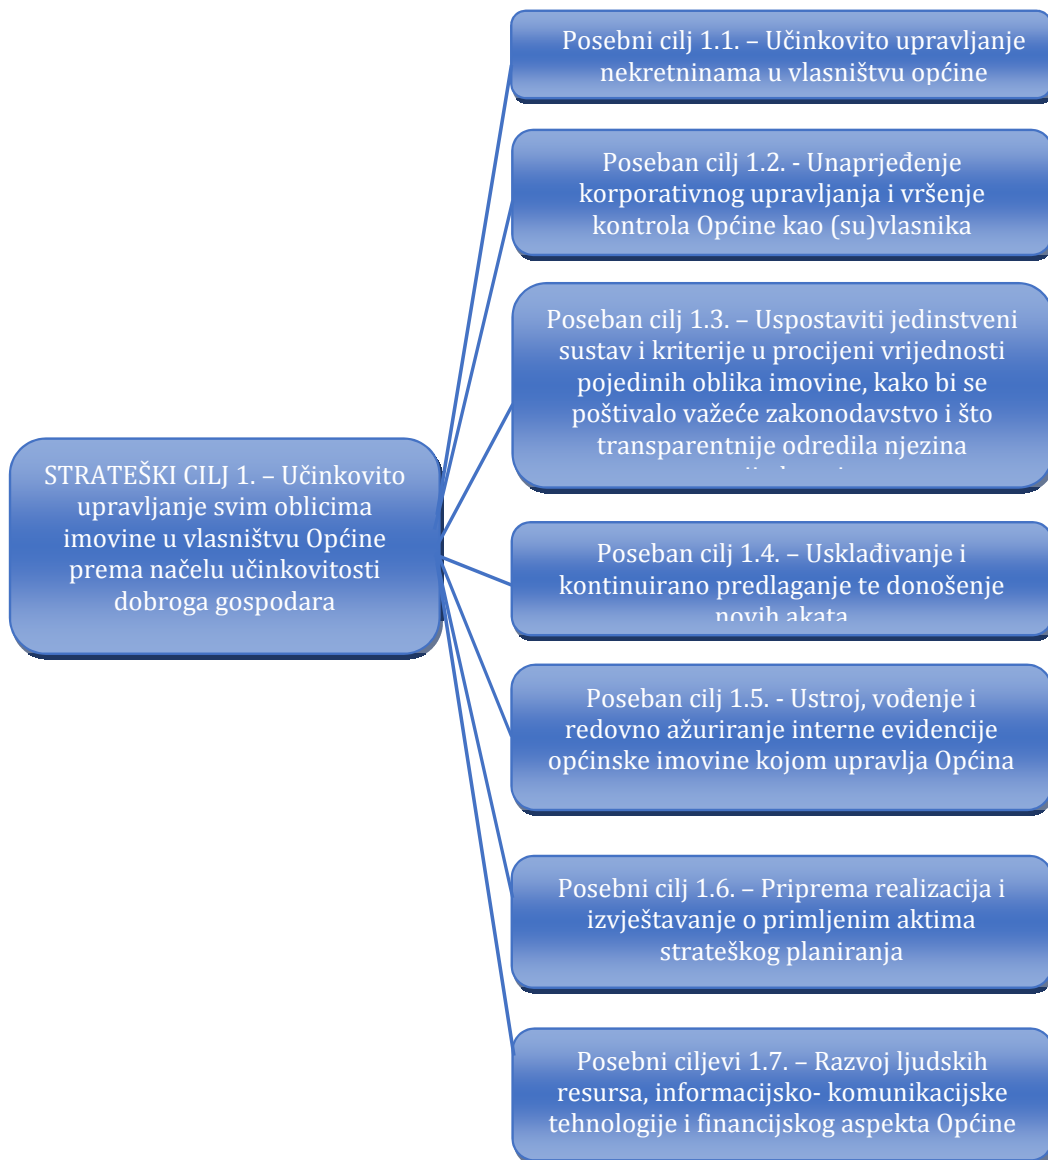 Posebni cilj 1.1. – Učinkovito upravljanje
nekretninama u vlasništvu općine
Poseban cilj 1.2. - Unaprjeđenje
korporativnog upravljanja i vršenje
kontrola Općine kao (su)vlasnika
Poseban cilj 1.3. – Uspostaviti jedinstveni
sustav i kriterije u procijeni vrijednosti
pojedinih oblika imovine, kako bi se
poštivalo važeće zakonodavstvo i što
transparentnije odredila njezina
STRATEŠKI CILJ 1. – Učinkovito
upravljanje svim oblicima
imovine u vlasništvu Općine
prema načelu učinkovitosti
dobroga gospodara
Poseban cilj 1.4. – Usklađivanje i
kontinuirano predlaganje te donošenje
novih akata
Poseban cilj 1.5. - Ustroj, vođenje i
redovno ažuriranje interne evidencije
općinske imovine kojom upravlja Općina
Posebni cilj 1.6. – Priprema realizacija i
izvještavanje o primljenim aktima
strateškog planiranja
Posebni ciljevi 1.7. – Razvoj ljudskih
resursa, informacijsko- komunikacijske
tehnologije i financijskog aspekta Općine